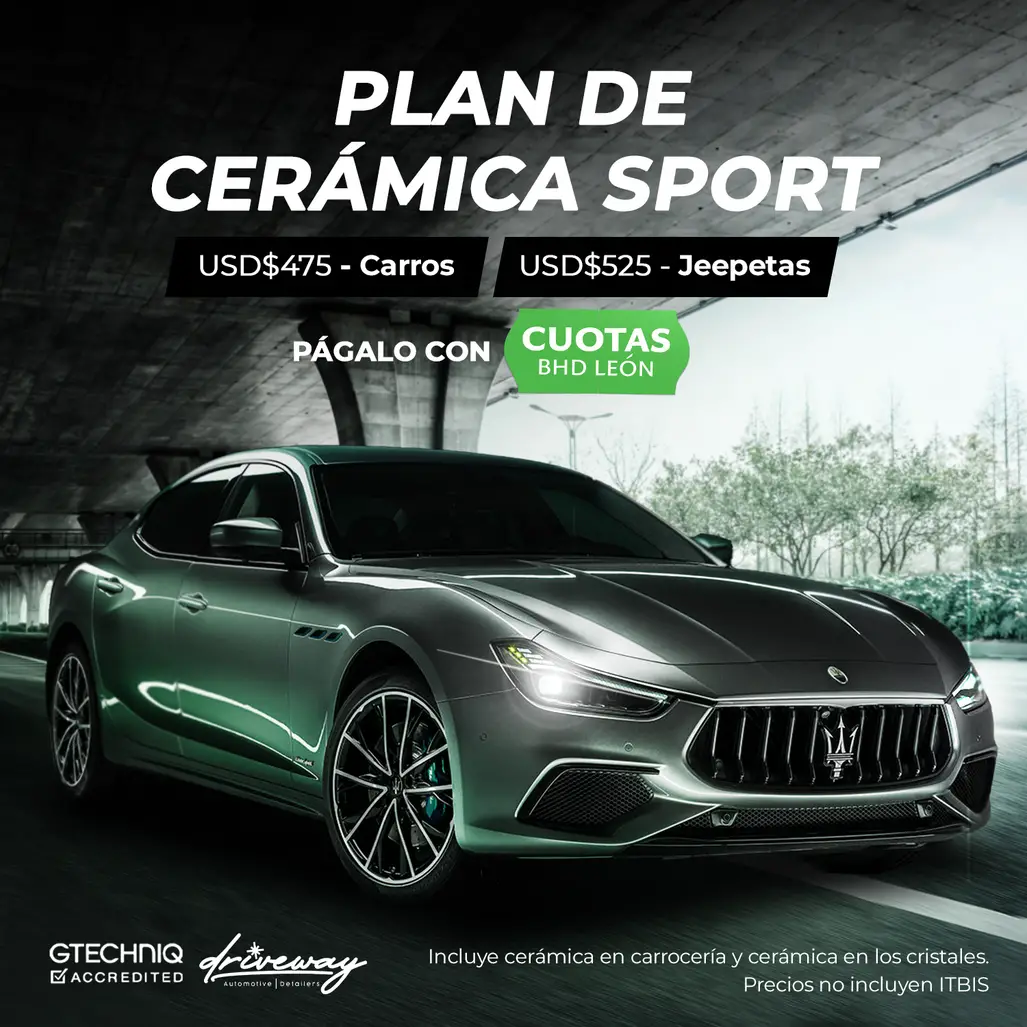 PLAN DE
CERÁMICA SPORT
USD$475 - Carros
USD$525 - Jeepetas
PÁGALO CON
CUOTAS
BHD LEÓN
GTECHNIQ
ACCREDITED
driveway
Automotive | Detailers
Incluye cerámica en carrocería y cerámica en los cristales.
Precios no incluyen ITBIS